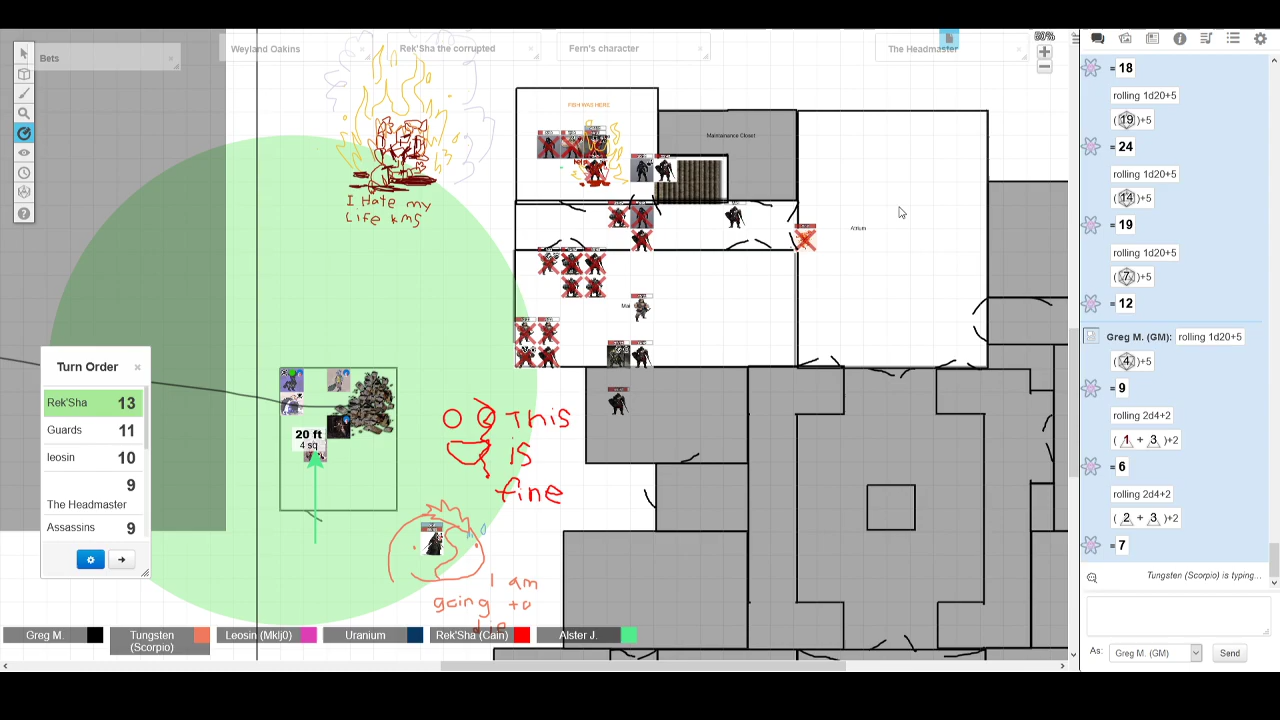 Bets
Weyland Oakins
Rek'Sha the corrupted
Fern's character
The Headmaster
FISH WAS HERE
Maintainance Closet
Atrium
Mai
I Hate my
Life kms
This
is
fine
I am
going to
die
20 ft
4 sq
Turn Order
Rek'Sha 13
Guards 11
leosin 10
9
The Headmaster
Assassins 9
Greg M.
Tungsten
(Scorpio)
Leosin (Mklj0)
Uranium
Rek'Sha (Cain)
Alster J.
= 18
rolling 1d20+5
(19)+5
= 24
rolling 1d20+5
(14)+5
= 19
rolling 1d20+5
(7)+5
= 12
Greg M. (GM): rolling 1d20+5
(4)+5
= 9
rolling 2d4+2
(1 + 3)+2
= 6
rolling 2d4+2
(2 + 3)+2
= 7
Tungsten (Scorpio) is typing...
As: Greg M. (GM) Send